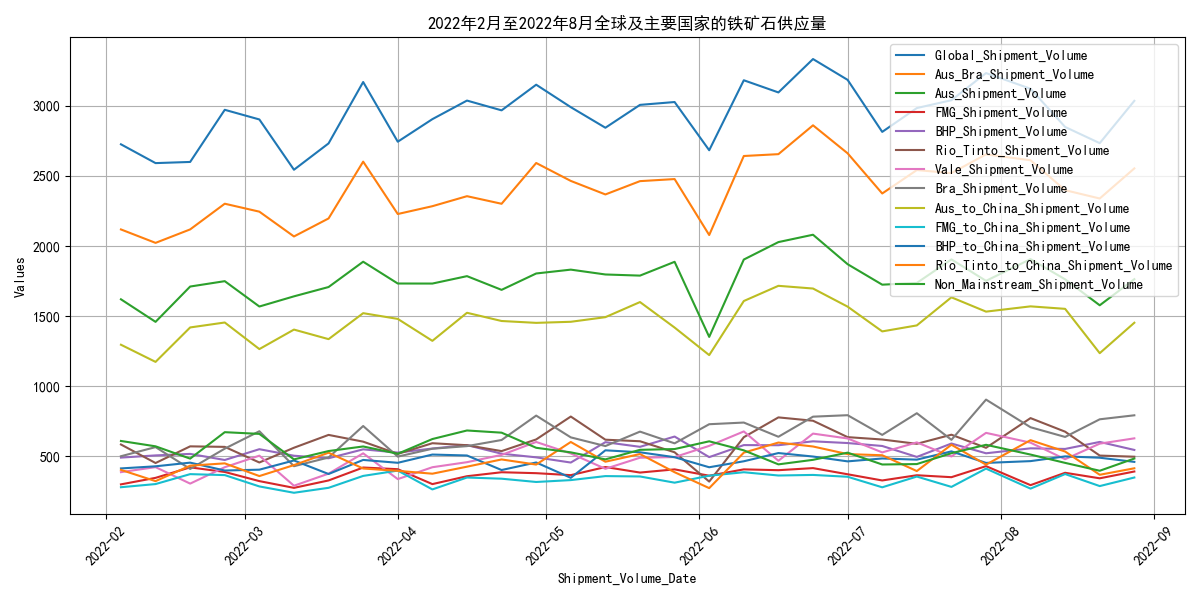 2022年2月至2022年8月全球及主要国家的铁矿石供应量
Global_Shipment_Volume
Aus_Bra_Shipment_Volume
Aus_Shipment_Volume
FMG_Shipment_Volume
BHP_Shipment_Volume
Rio_Tinto_Shipment_Volume
Vale_Shipment_Volume
Bra_Shipment_Volume
Aus_to_China_Shipment_Volume
FMG_to_China_Shipment_Volume
BHP_to_China_Shipment_Volume
Rio_Tinto_to_China_Shipment_Volume
Non_Mainstream_Shipment_Volume
Values
3000
2500
2000
1500
1000
500
2022-02
2022-03
2022-04
2022-05
2022-06
2022-07
2022-08
2022-09
Shipment_Volume_Date